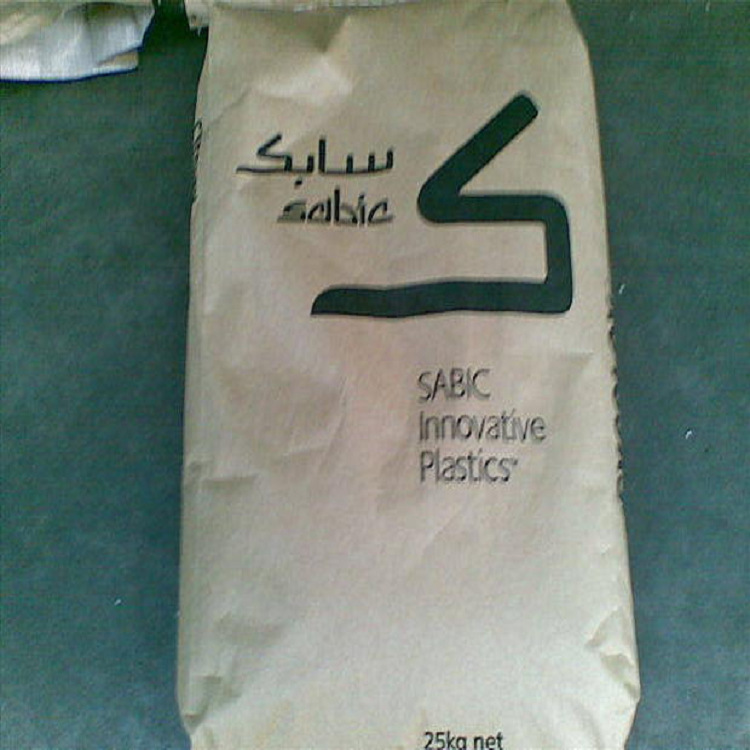 سابك
sabic
SABIC
Innovative
Plastics*
25kg net